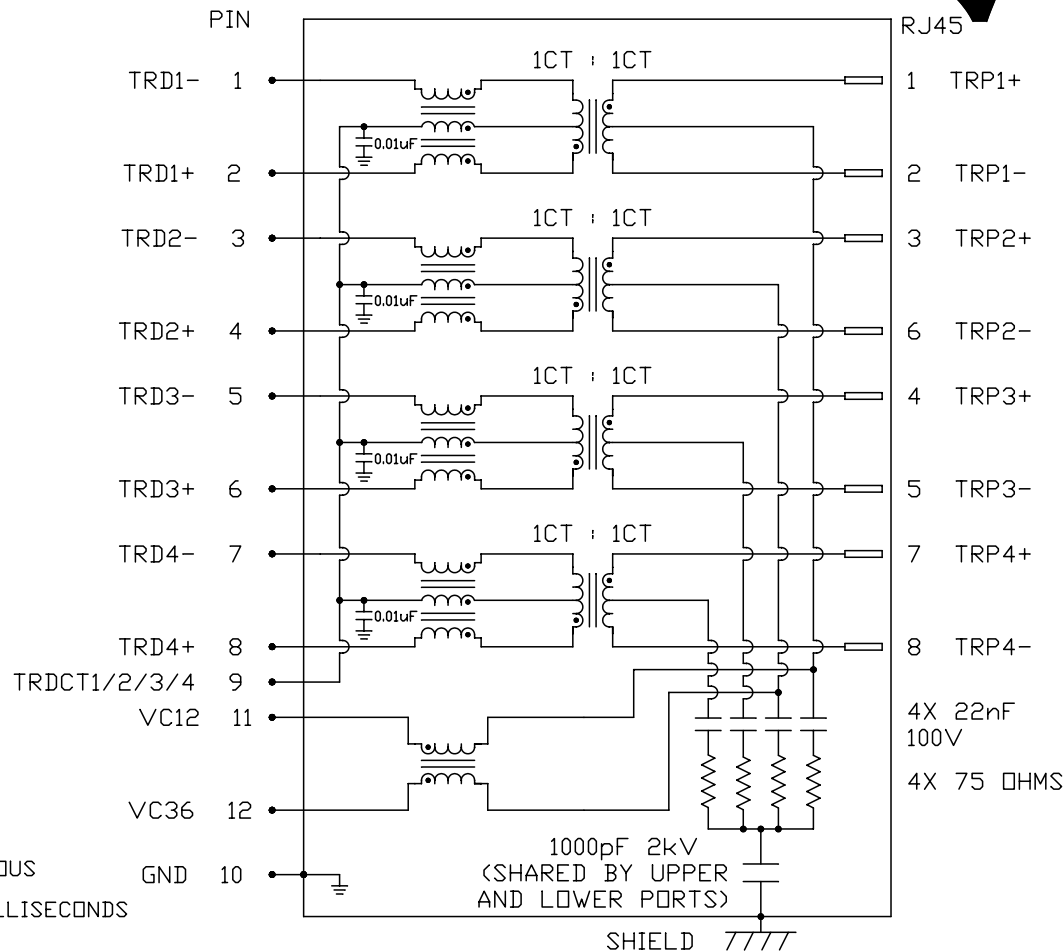 PIN
RJ45
1CT : 1CT
TRD1- 1
1 TRP1+
0.01uF
TRD1+ 2
2 TRP1-
1CT : 1CT
TRD2- 3
3 TRP2+
0.01uF
TRD2+ 4
6 TRP2-
1CT : 1CT
TRD3- 5
4 TRP3+
0.01uF
TRD3+ 6
5 TRP3-
1CT : 1CT
TRD4- 7
7 TRP4+
0.01uF
TRD4+ 8
8 TRP4-
TRDCT1/2/3/4 9
VC12 11
4X 22nF
100V
4X 75 OHMS
VC36 12
1000pF 2kV
(SHARED BY UPPER
AND LOWER PORTS)
OUS
GND 10
LLISECONDS
SHIELD